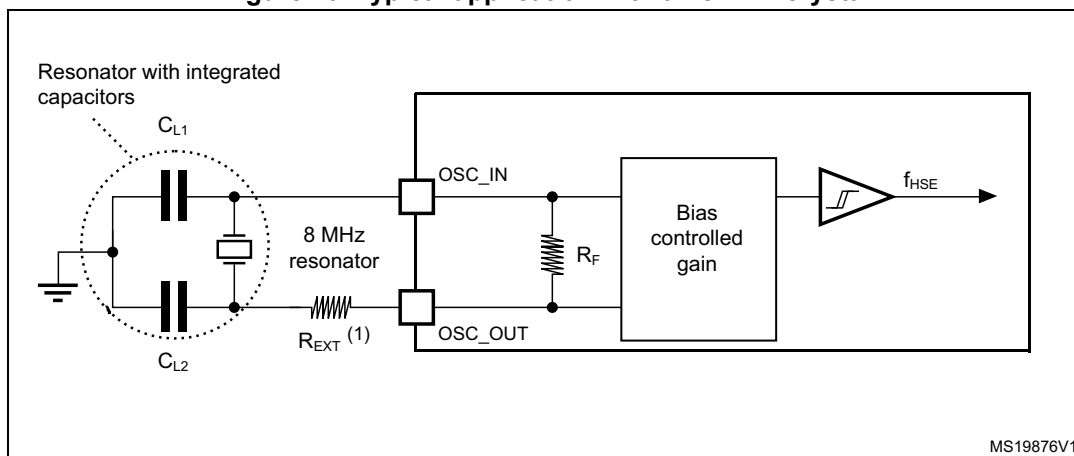 Resonator with integrated
capacitors
CL1
OSC_IN
fHSE
8 MHz
resonator
RF
Bias
controlled
gain
REXT (1)
OSC_OUT
CL2
MS19876V1